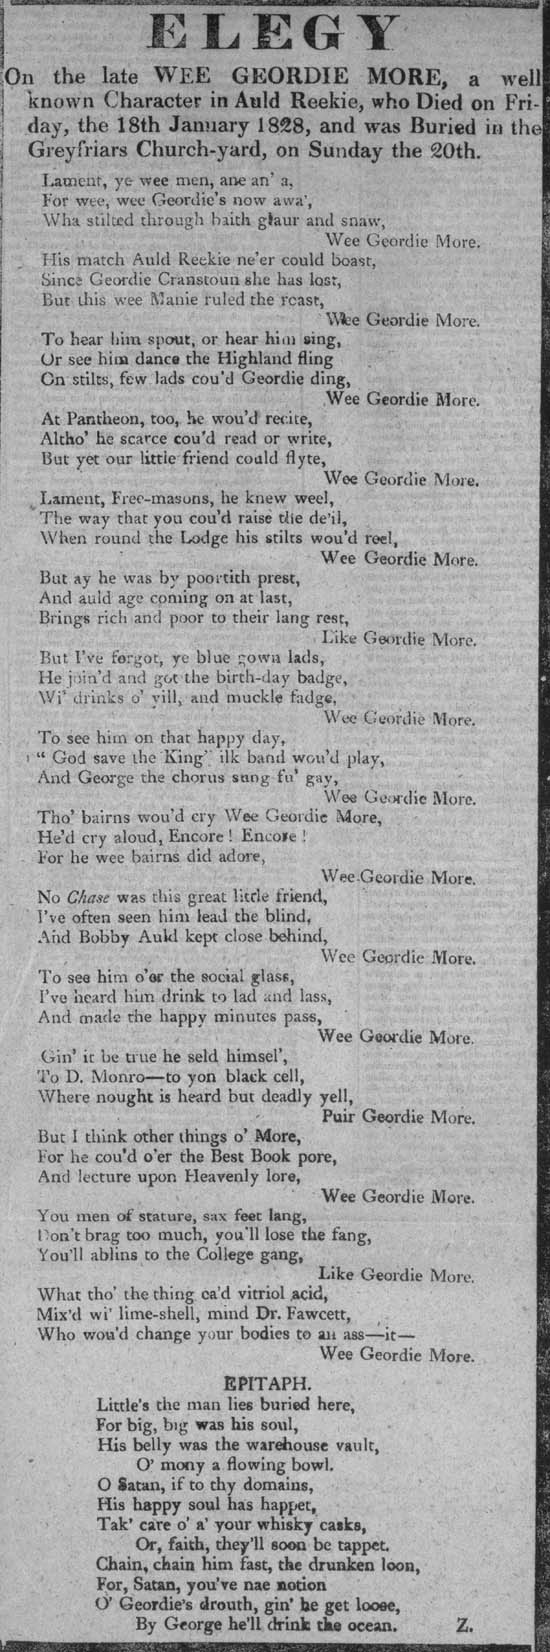 ELEGY
On the late WEE GEORDIE MORE, a well
known Character in Auld Reekie, who Died on Fri-
day, the 18th January 1828, and was Buried in the
Greyfriars Church-yard, on Sunday the 20th.
Lament, ye wee men, ane an' a,
For wee, wee Geordie's now awa',
Wha stilted through baith glaur and snaw,
Wee Geordie More.
His match Auld Reekie ne'er could boast,
Since Geordie Cranstoun she has lost,
But this wee Manie ruled the roast,
Wee Geordie More.
To hear him spout, or hear him sing,
Or see him dance the Highland fling
On stilts, few lads cou'd Geordie ding,
Wee Geordie More.
At Pantheon, too, he wou'd recite,
Altho' he scarce cou'd read or write,
But yet our little friend could flyte,
Wee Geordie More.
Lament, Free-masons, he knew weel,
The way that you cou'd raise the de'il,
When round the Lodge his stilts wou'd reel,
Wee Geordie More.
But ay he was by poortith prest,
And auld age coming on at last,
Brings rich and poor to their lang rest,
Like Geordie More.
But I've forgot, ye blue gown lads,
He join'd and got the birth-day badge,
Wi' drinks o' yill, and muckle fadge,
Wee Geordie More.
To see him on that happy day,
" God save the King" ilk band wou'd play,
And George the chorus sung fu' gay,
Wee Geordie More.
Tho' bairns wou'd cry Wee Geordie More,
He'd cry aloud, Encore ! Encore !
For he wee bairns did adore,
Wee Geordie More.
No Chase was this great little friend,
I've often seen him lead the blind,
And Bobby Auld kept close behind,
Wee Geordie More.
To see him o'er the social glass,
I've heard him drink to lad and lass,
And made the happy minutes pass,
Wee Geordie More.
Gin' it be true he seld himsel',
To D. Monro—to yon black cell,
Where nought is heard but deadly yell,
Puir Geordie More.
But I think other things o' More,
For he cou'd o'er the Best Book pore,
And lecture upon Heavenly lore,
Wee Geordie More.
You men of stature, sax feet lang,
Don't brag too much, you'll lose the fang,
You'll ablins to the College gang,
Like Geordie More.
What tho' the thing ca'd vitriol acid,
Mix'd wi' lime-shell, mind Dr. Fawcett,
Who wou'd change your bodies to an ass—it—
Wee Geordie More.
EPITAPH.
Little's the man lies buried here,
For big, big was his soul,
His belly was the warehouse vault,
O' mony a flowing bowl.
O Satan, if to thy domains,
His happy soul has happet,
Tak' care o' a' your whisky casks,
Or, faith, they'll soon be tappet.
Chain, chain him fast, the drunken loon,
For, Satan, you've nae notion
O' Geordie's drouth, gin' he get loose,
By George he'll drink the ocean. Z.